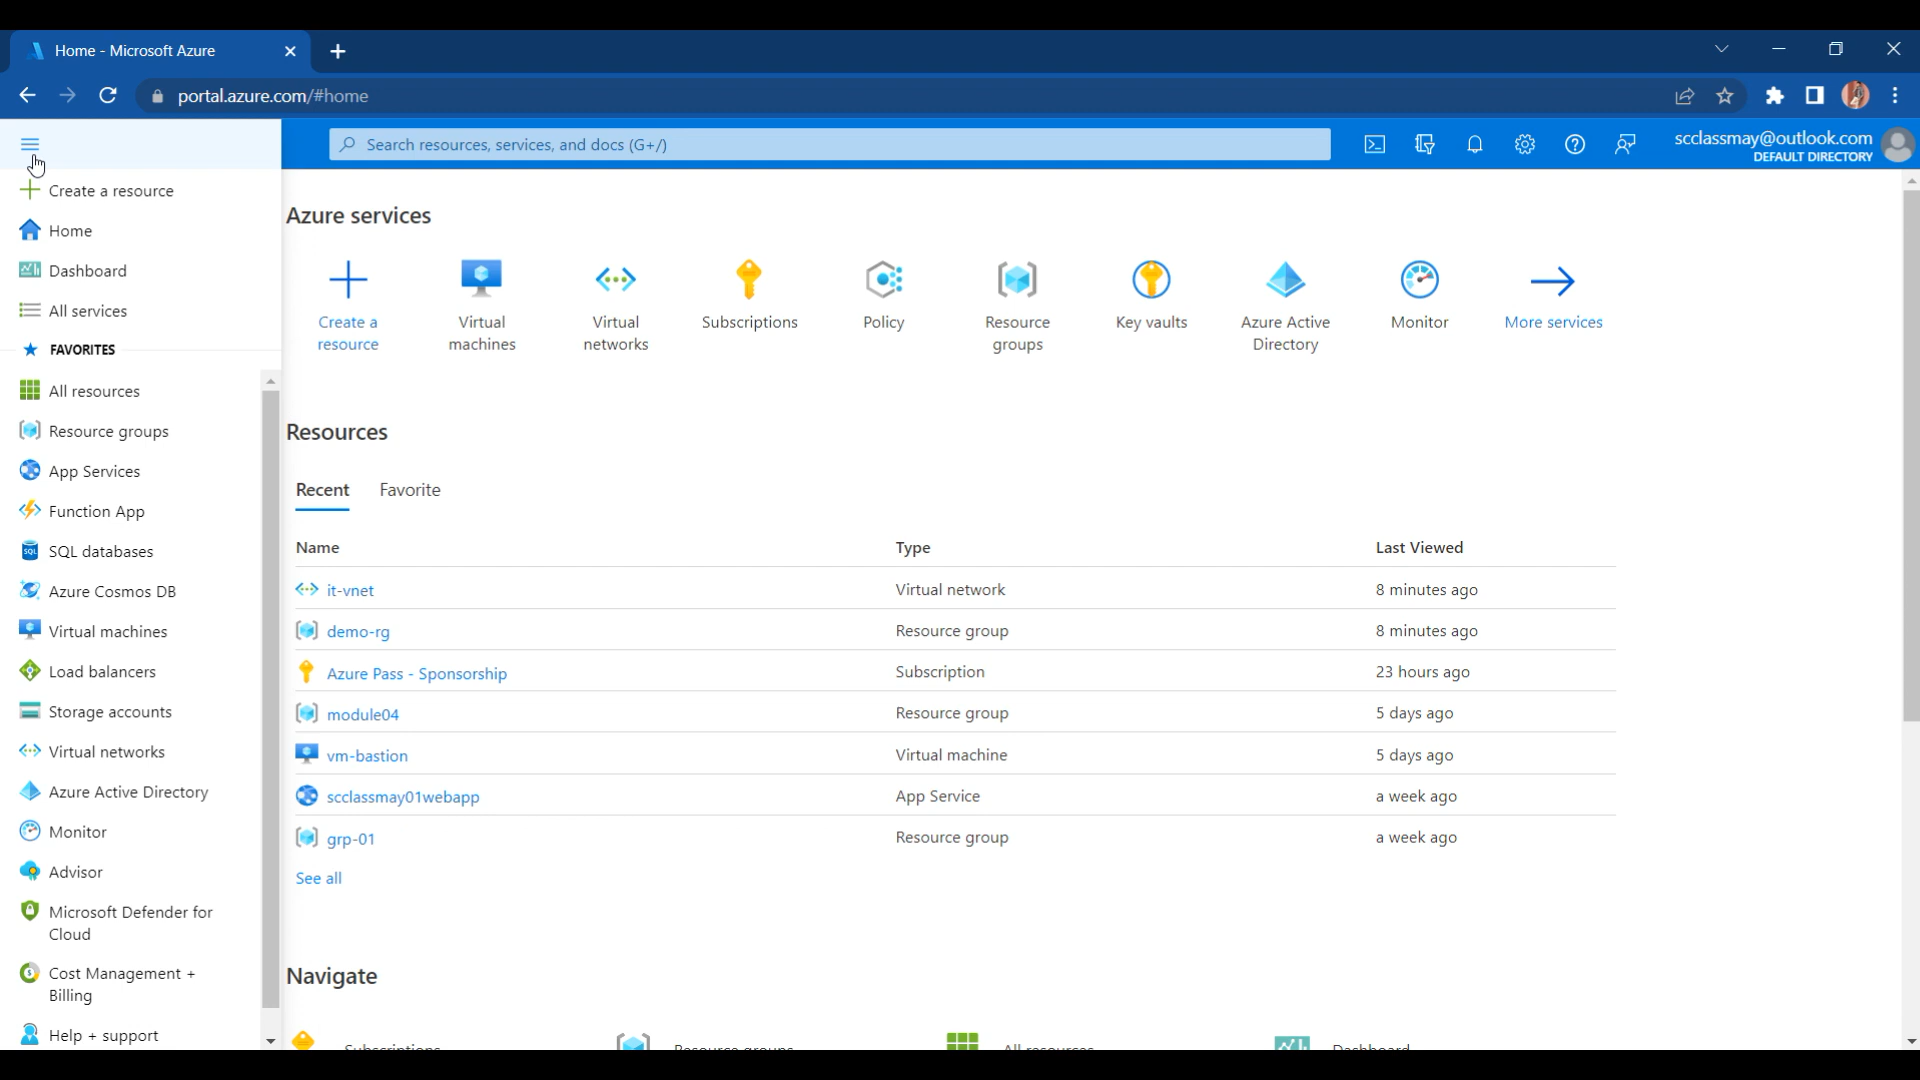 Home - Microsoft Azure
portal.azure.com/#home
Search resources, services, and docs (G+/)
scclassmay@outlook.com
DEFAULT DIRECTORY
Create a resource
Home
Dashboard
All services
FAVORITES
All resources
Resource groups
App Services
Function App
SQL databases
Azure Cosmos DB
Virtual machines
Load balancers
Storage accounts
Virtual networks
Azure Active Directory
Monitor
Advisor
Microsoft Defender for
Cloud
Cost Management +
Billing
Help + support
Azure services
Create a
resource
Virtual
machines
Virtual
networks
Subscriptions
Policy
Resource
groups
Key vaults
Azure Active
Directory
Monitor
More services
Resources
Recent Favorite
Name Type Last Viewed
it-vnet Virtual network 8 minutes ago
demo-rg Resource group 8 minutes ago
Azure Pass - Sponsorship Subscription 23 hours ago
module04 Resource group 5 days ago
vm-bastion Virtual machine 5 days ago
scclassmay01webapp App Service a week ago
grp-01 Resource group a week ago
See all
Navigate
Subscriptions Resource groups All resources Dashboard